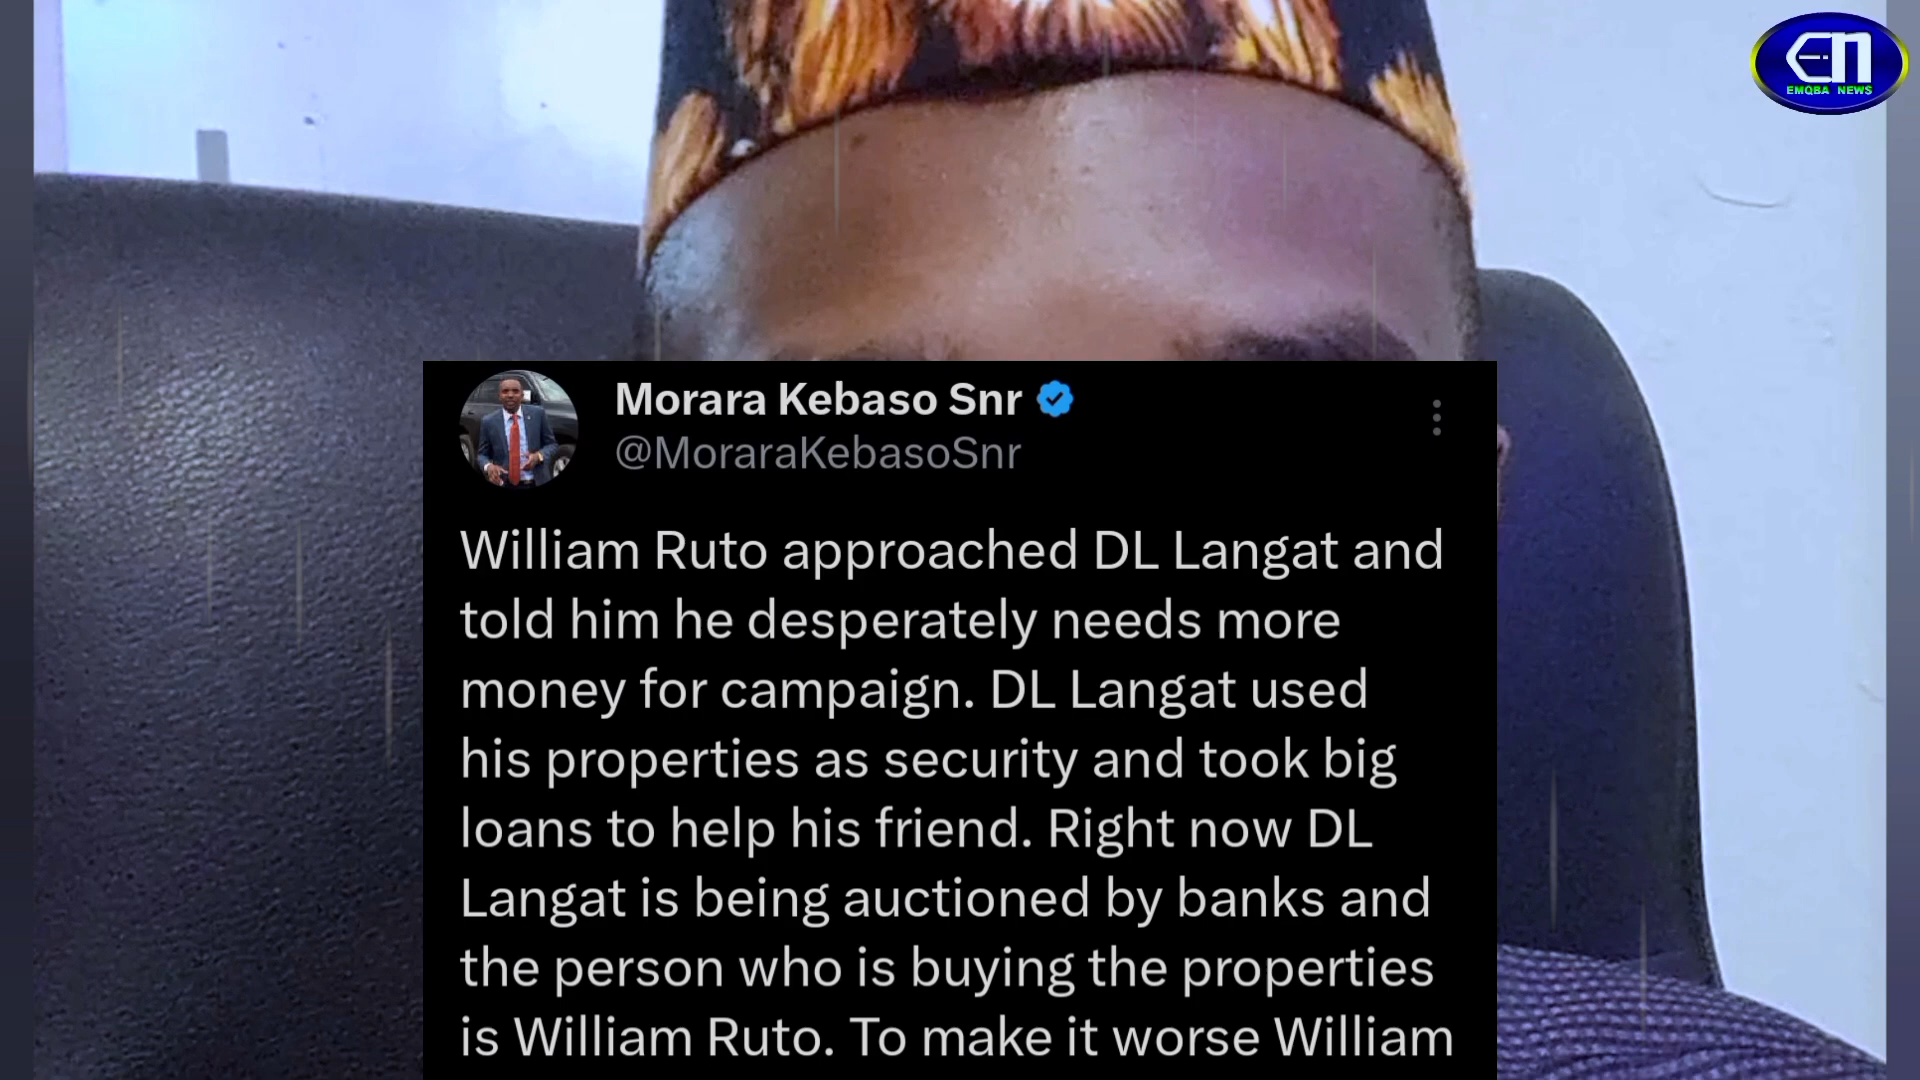 EN
EMQBA NEWS
Morara Kebaso Snr
@MoraraKebasoSnr
William Ruto approached DL Langat and
told him he desperately needs more
money for campaign. DL Langat used
his properties as security and took big
loans to help his friend. Right now DL
Langat is being auctioned by banks and
the person who is buying the properties
is William Ruto. To make it worse William